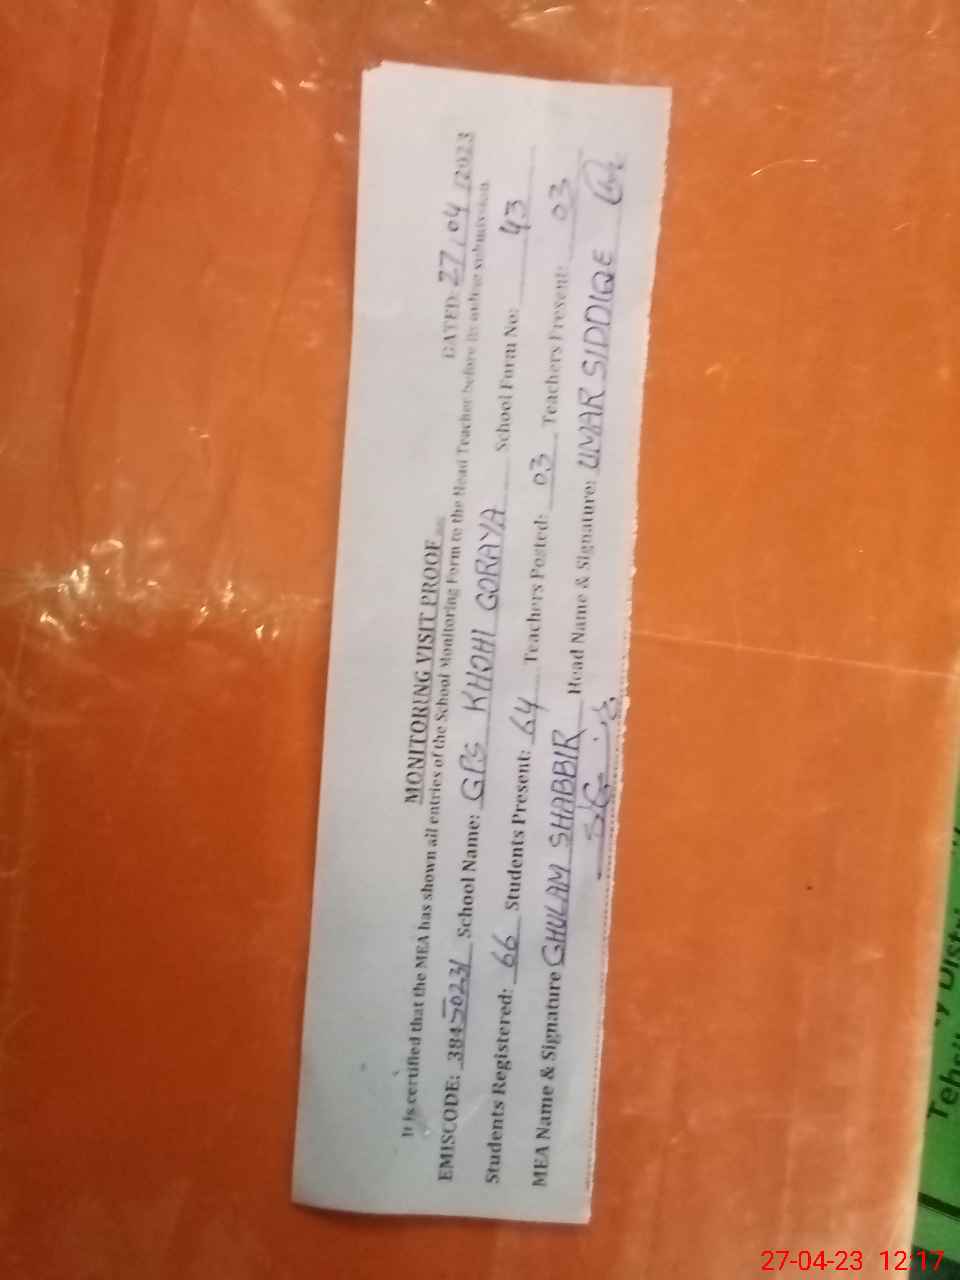 MONITORING VISIT PROOF DATED: 27/04/2023
It is certified that the MEA has shown all entries of the School Monitoring Form to the Head Teacher before its online submission.
EMISCODE: 38450231 School Name: GPS KHOHI GORAYA School Form No: 43
Students Registered: 66 Students Present: 64 Teachers Posted: 03 Teachers Present: 03
MEA Name & Signature GHULAM SHABBIR Head Name & Signature: UMAR SIDDIQE
Tehsil
27-04-23 12:17